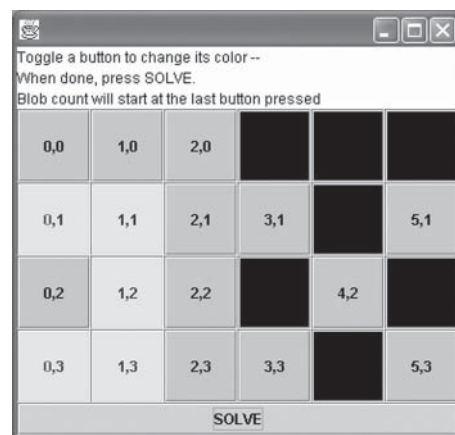 Toggle a button to change its color --
When done, press SOLVE.
Blob count will start at the last button pressed
0,0 1,0 2,0
0,1 1,1 2,1 3,1 5,1
0,2 1,2 2,2 4,2
0,3 1,3 2,3 3,3 5,3
SOLVE